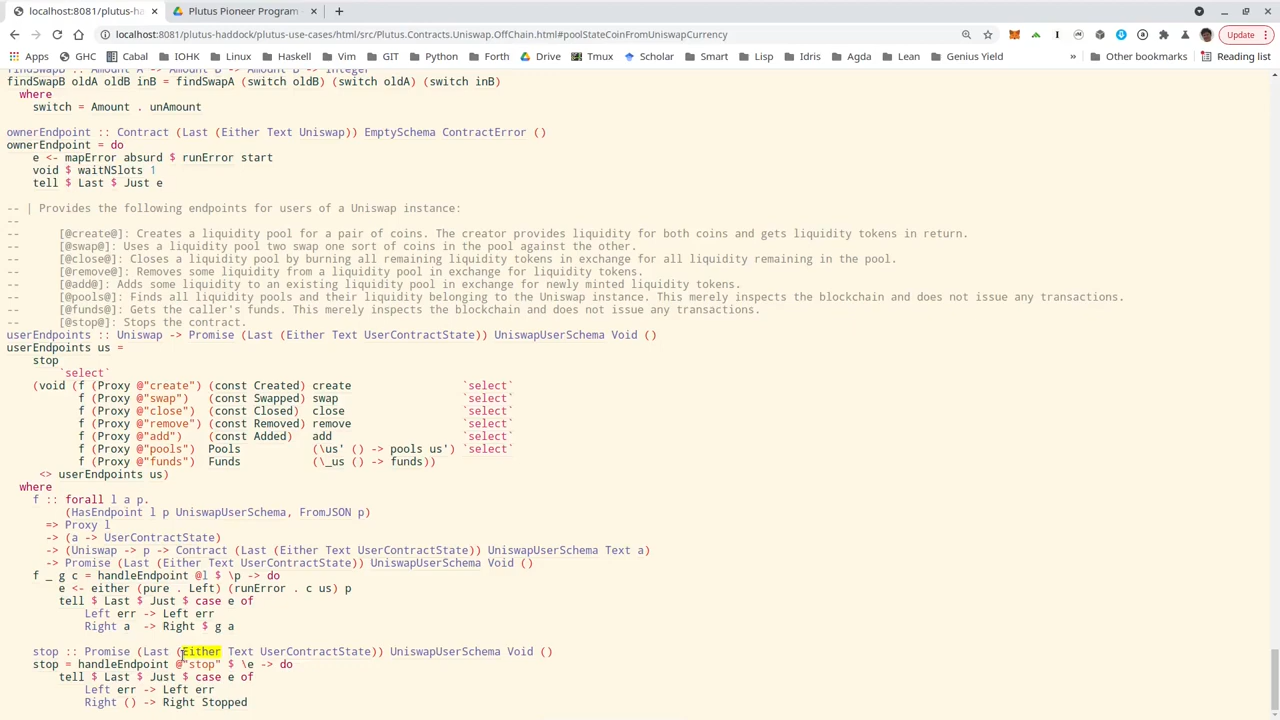 localhost:8081/plutus-ha × Plutus Pioneer Program - × +
localhost:8081/plutus-haddock/plutus-use-cases/html/src/Plutus.Contracts.Uniswap.OffChain.html#poolStateCoinFromUniswapCurrency Update
Apps GHC Cabal IOHK Linux Haskell Vim GIT Python Forth Drive TmuX Scholar Smart Idris Agda Lean Genius Yield » Other bookmarks Reading list
findSwapB :: Amount A -> Amount B -> Amount B -> Integer
findSwapB oldA oldB inB = findSwapA (switch oldB) (switch oldA) (switch inB)
where
switch = Amount . unAmount
ownerEndpoint :: Contract (Last (Either Text Uniswap)) EmptySchema ContractError ()
ownerEndpoint = do
e <- mapError absurd $ runError start
void $ waitNSlots 1
tell $ Last $ Just e
-- | Provides the following endpoints for users of a Uniswap instance:
--
-- [@create@]: Creates a liquidity pool for a pair of coins. The creator provides liquidity for both coins and gets liquidity tokens in return.
-- [@swap@]: Uses a liquidity pool two swap one sort of coins in the pool against the other.
-- [@close@]: Closes a liquidity pool by burning all remaining liquidity tokens in exchange for all liquidity remaining in the pool.
-- [@remove@]: Removes some liquidity from a liquidity pool in exchange for liquidity tokens.
-- [@add@]: Adds some liquidity to an existing liquidity pool in exchange for newly minted liquidity tokens.
-- [@pools@]: Finds all liquidity pools and their liquidity belonging to the Uniswap instance. This merely inspects the blockchain and does not issue any transactions.
-- [@funds@]: Gets the caller's funds. This merely inspects the blockchain and does not issue any transactions.
-- [@stop@]: Stops the contract.
userEndpoints :: Uniswap -> Promise (Last (Either Text UserContractState)) UniswapUserSchema Void ()
userEndpoints us =
stop
`select`
(void (f (Proxy @"create") (const Created) create `select`
f (Proxy @"swap") (const Swapped) swap `select`
f (Proxy @"close") (const Closed) close `select`
f (Proxy @"remove") (const Removed) remove `select`
f (Proxy @"add") (const Added) add `select`
f (Proxy @"pools") Pools (\us' () -> pools us') `select`
f (Proxy @"funds") Funds (\_us () -> funds))
<> userEndpoints us)
where
f :: forall l a p.
(HasEndpoint l p UniswapUserSchema, FromJSON p)
=> Proxy l
-> (a -> UserContractState)
-> (Uniswap -> p -> Contract (Last (Either Text UserContractState)) UniswapUserSchema Text a)
-> Promise (Last (Either Text UserContractState)) UniswapUserSchema Void ()
f _ g c = handleEndpoint @l $ \p -> do
e <- either (pure . Left) (runError . c us) p
tell $ Last $ Just $ case e of
Left err -> Left err
Right a -> Right $ g a
stop :: Promise (Last (Either Text UserContractState)) UniswapUserSchema Void ()
stop = handleEndpoint @"stop" $ \e -> do
tell $ Last $ Just $ case e of
Left err -> Left err
Right () -> Right Stopped